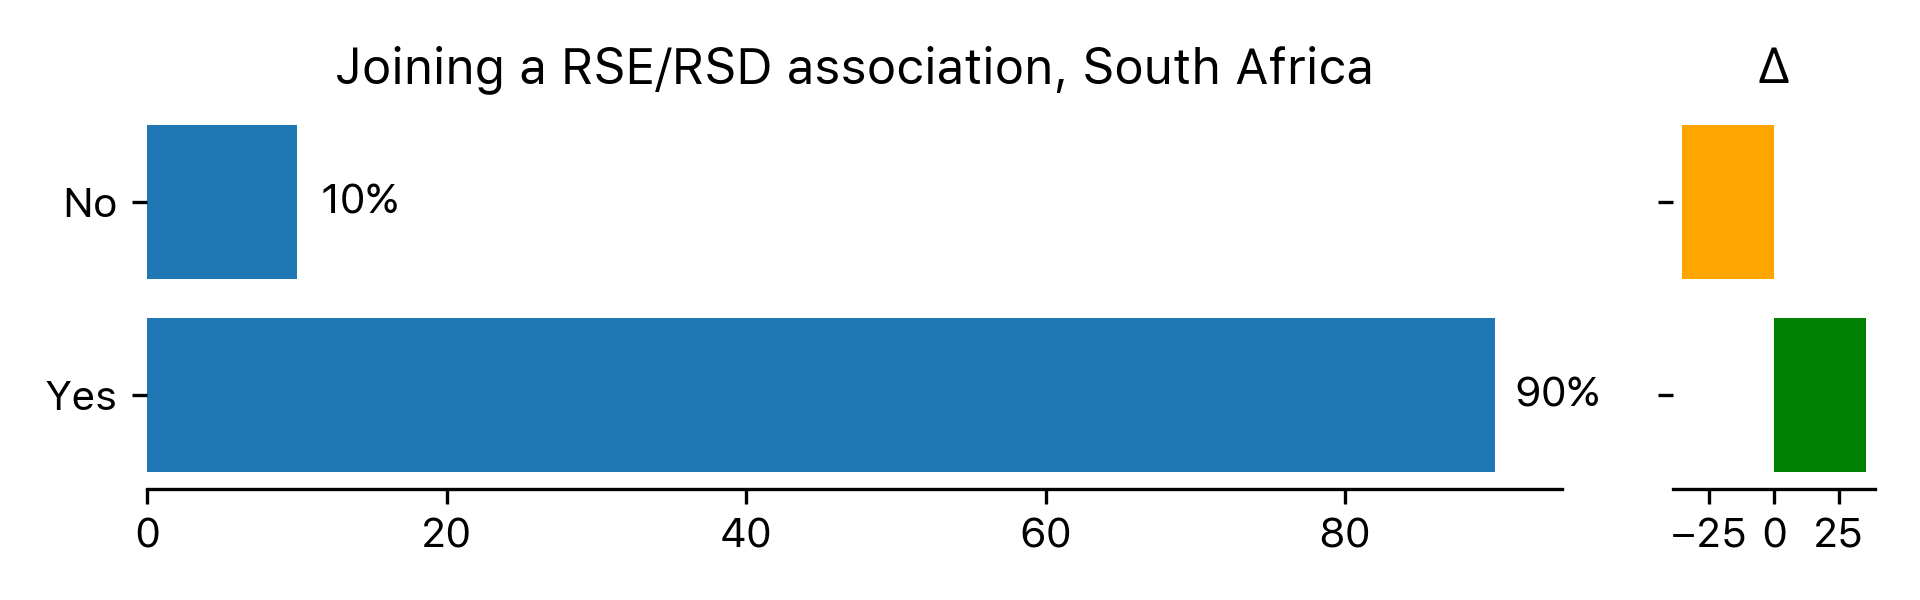 Joining a RSE/RSD association, South Africa
Δ
No
10%
Yes
90%
0 20 40 60 80
−25 0 25